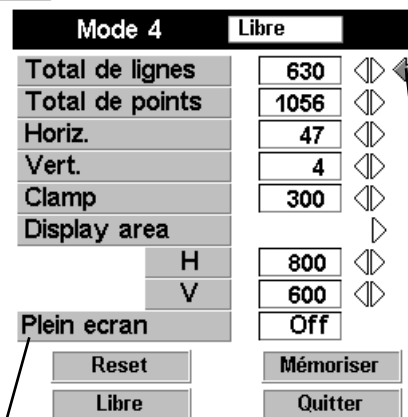 Mode 4 Libre
Total de lignes 630
Total de points 1056
Horiz. 47
Vert. 4
Clamp 300
Display area
H 800
V 600
Plein ecran Off
Reset Mémoriser
Libre Quitter